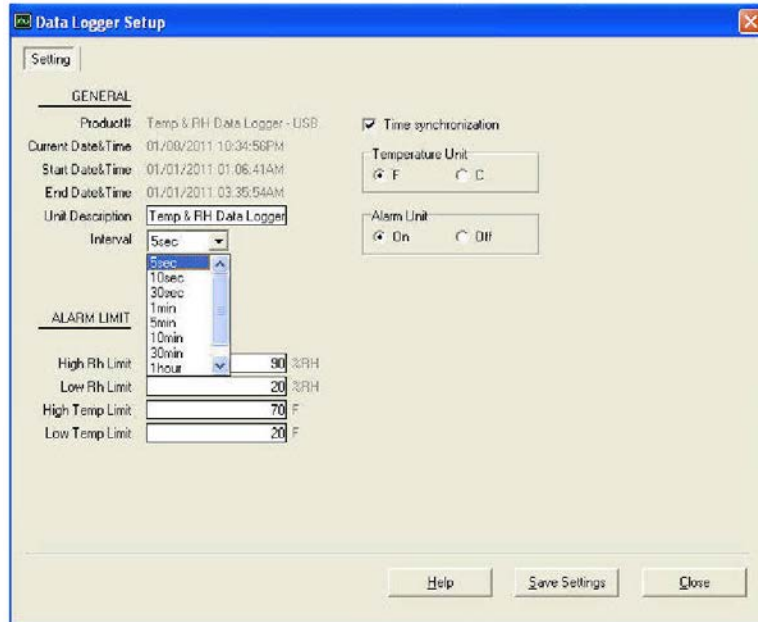 Data Logger Setup
Setting
GENERAL
Product# Temp & RH Data Logger - USB
Time synchronization
Current Date&Time 01/08/2011 10:34:56PM
Temperature Unit
F C
Start Date&Time 01/01/2011 01:06:41AM
End Date&Time 01/01/2011 03:35:54AM
Unit Description Temp & RH Data Logger
Alarm Unit
On Off
Interval 5sec
5sec
10sec
30sec
1min
5min
10min
30min
1hour
ALARM LIMIT
High Rh Limit 90 %RH
Low Rh Limit 20 %RH
High Temp Limit 70 F
Low Temp Limit 20 F
Help Save Settings Close